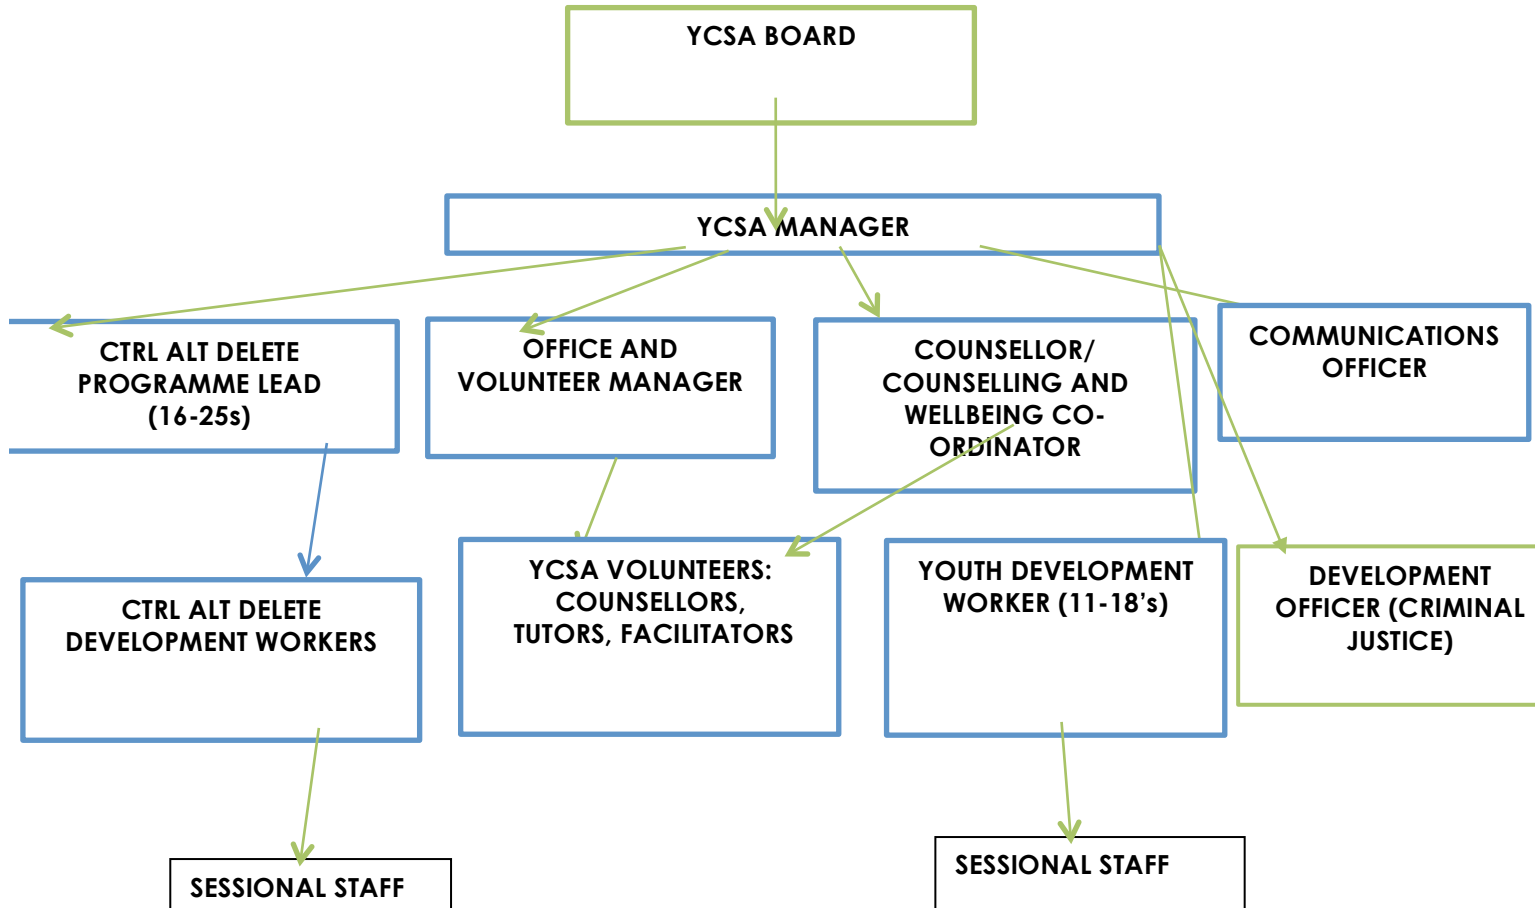 YCSA BOARD
YCSA MANAGER
CTRL ALT DELETE
PROGRAMME LEAD
(16-25s)
OFFICE AND
VOLUNTEER MANAGER
COUNSELLOR/
COUNSELLING AND
WELLBEING CO-
ORDINATOR
COMMUNICATIONS
OFFICER
CTRL ALT DELETE
DEVELOPMENT WORKERS
YCSA VOLUNTEERS:
COUNSELLORS,
TUTORS, FACILITATORS
YOUTH DEVELOPMENT
WORKER (11-18’s)
DEVELOPMENT
OFFICER (CRIMINAL
JUSTICE)
SESSIONAL STAFF
SESSIONAL STAFF